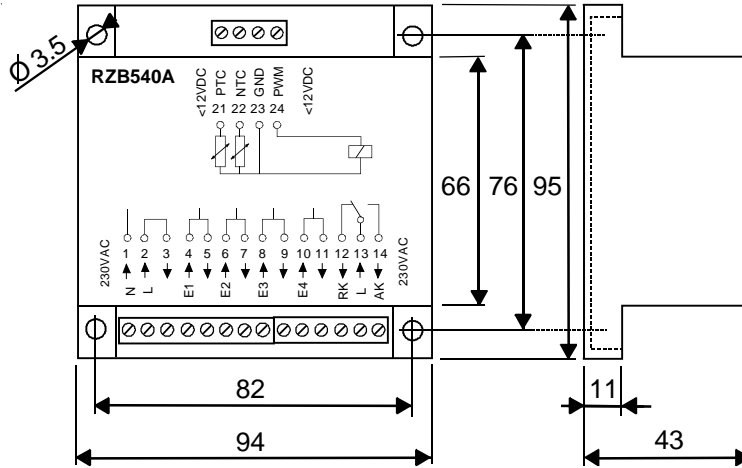 Ø 3.5
RZB540A
<12VDC PTC NTC GND PWM <12VDC
21 22 23 24
66 76 95
230VAC 230VAC
1 2 3 4 5 6 7 8 9 10 11 12 13 14
N L E1 E2 E3 E4 RK L AK
82
94
11
43